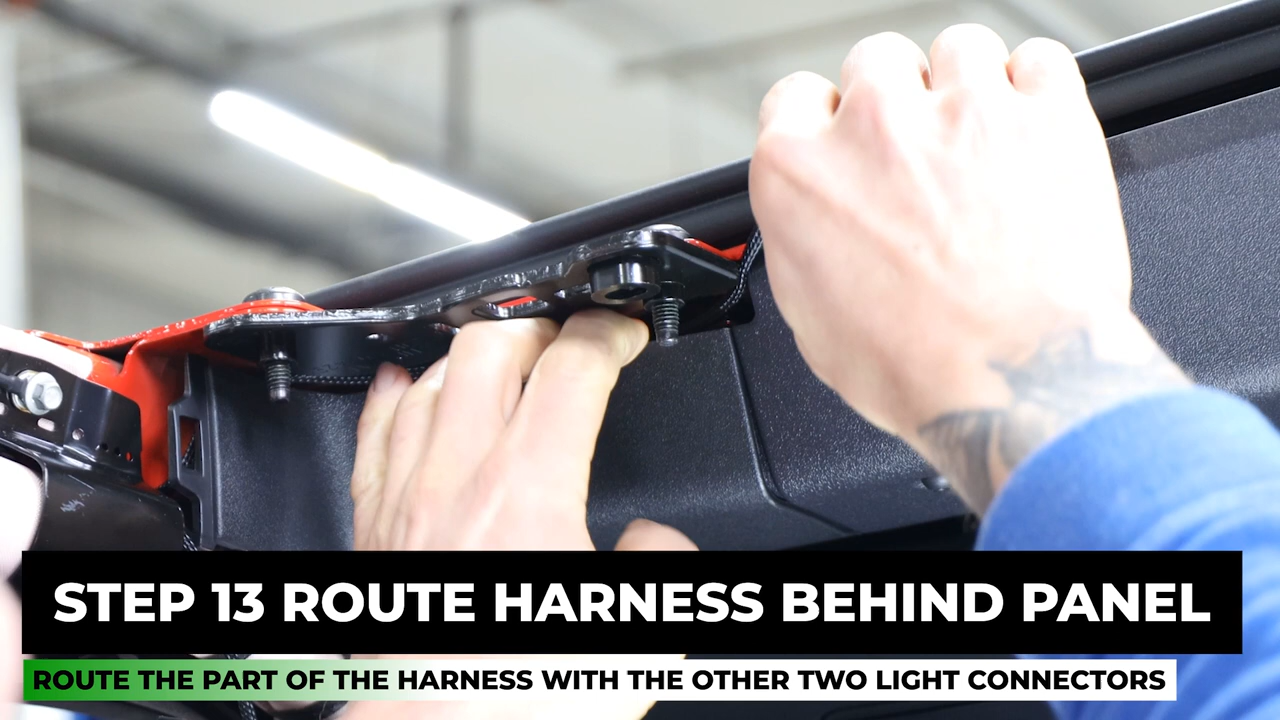 STEP 13 ROUTE HARNESS BEHIND PANEL
ROUTE THE PART OF THE HARNESS WITH THE OTHER TWO LIGHT CONNECTORS